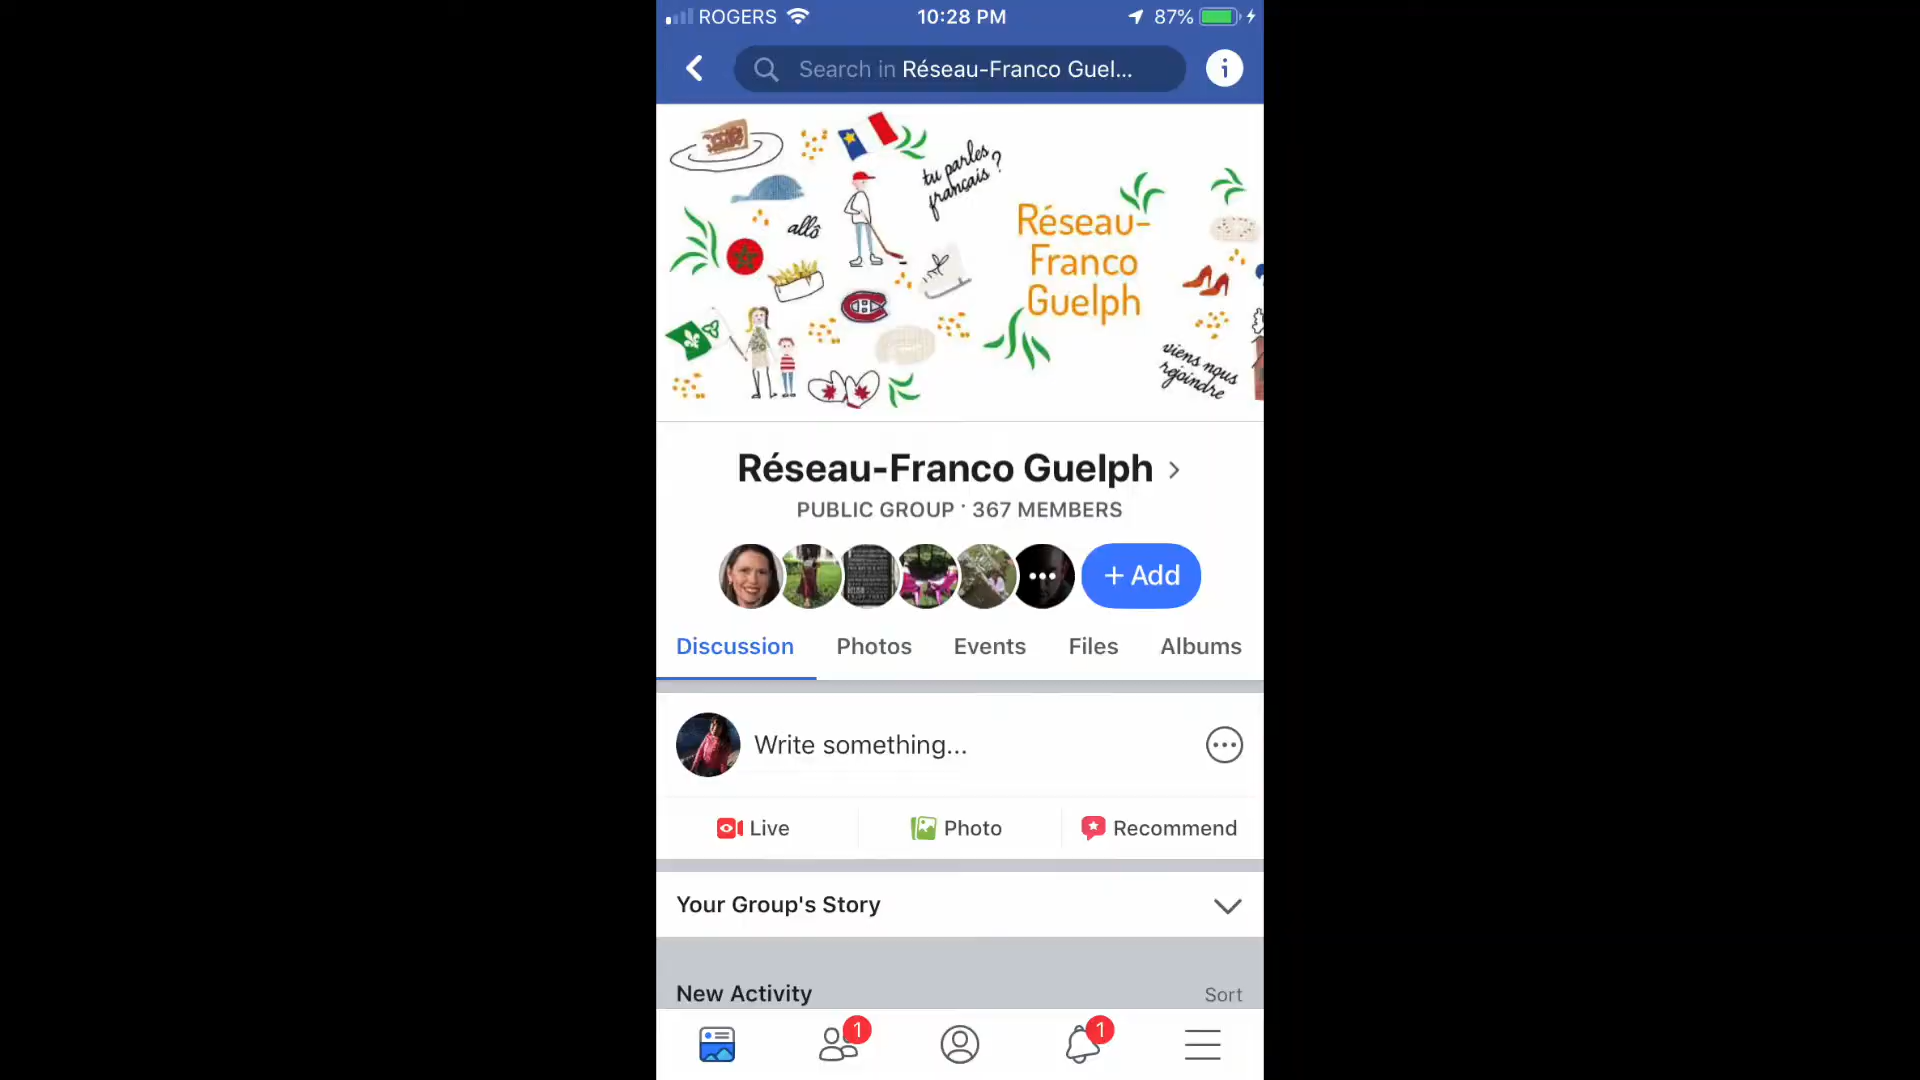 ROGERS 10:28 PM 87%
Search in Réseau-Franco Guel...
tu parles
français ?
allô
Réseau-
Franco
Guelph
viens nous
rejoindre
Réseau-Franco Guelph
PUBLIC GROUP · 367 MEMBERS
+ Add
Discussion Photos Events Files Albums
Write something...
Live Photo Recommend
Your Group's Story
New Activity Sort
1 1